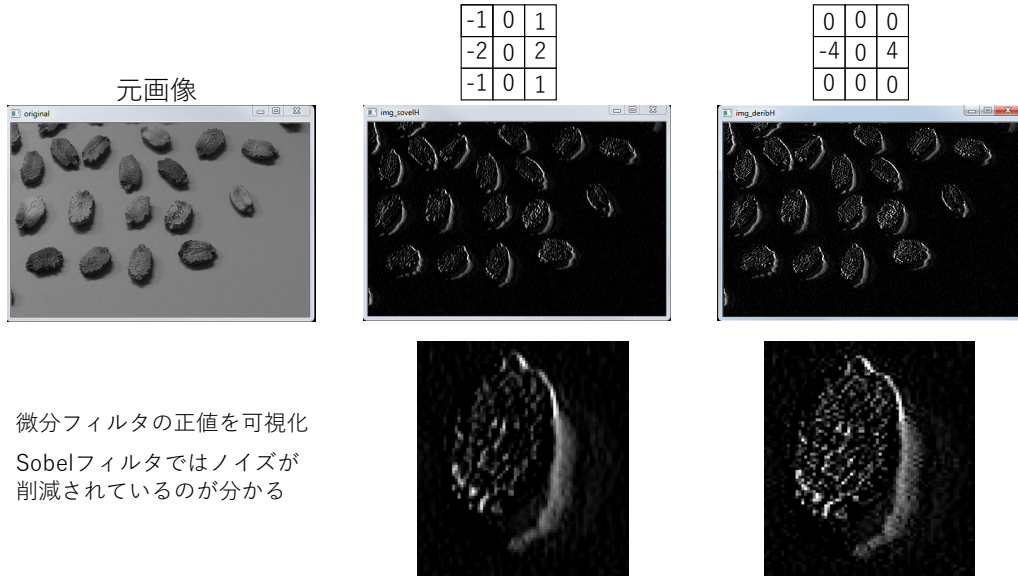 -1 0 1
-2 0 2
-1 0 1
0 0 0
-4 0 4
0 0 0
元画像
original
img_sovelH
img_deribH
微分フィルタの正値を可視化
Sobelフィルタではノイズが
削減されているのが分かる